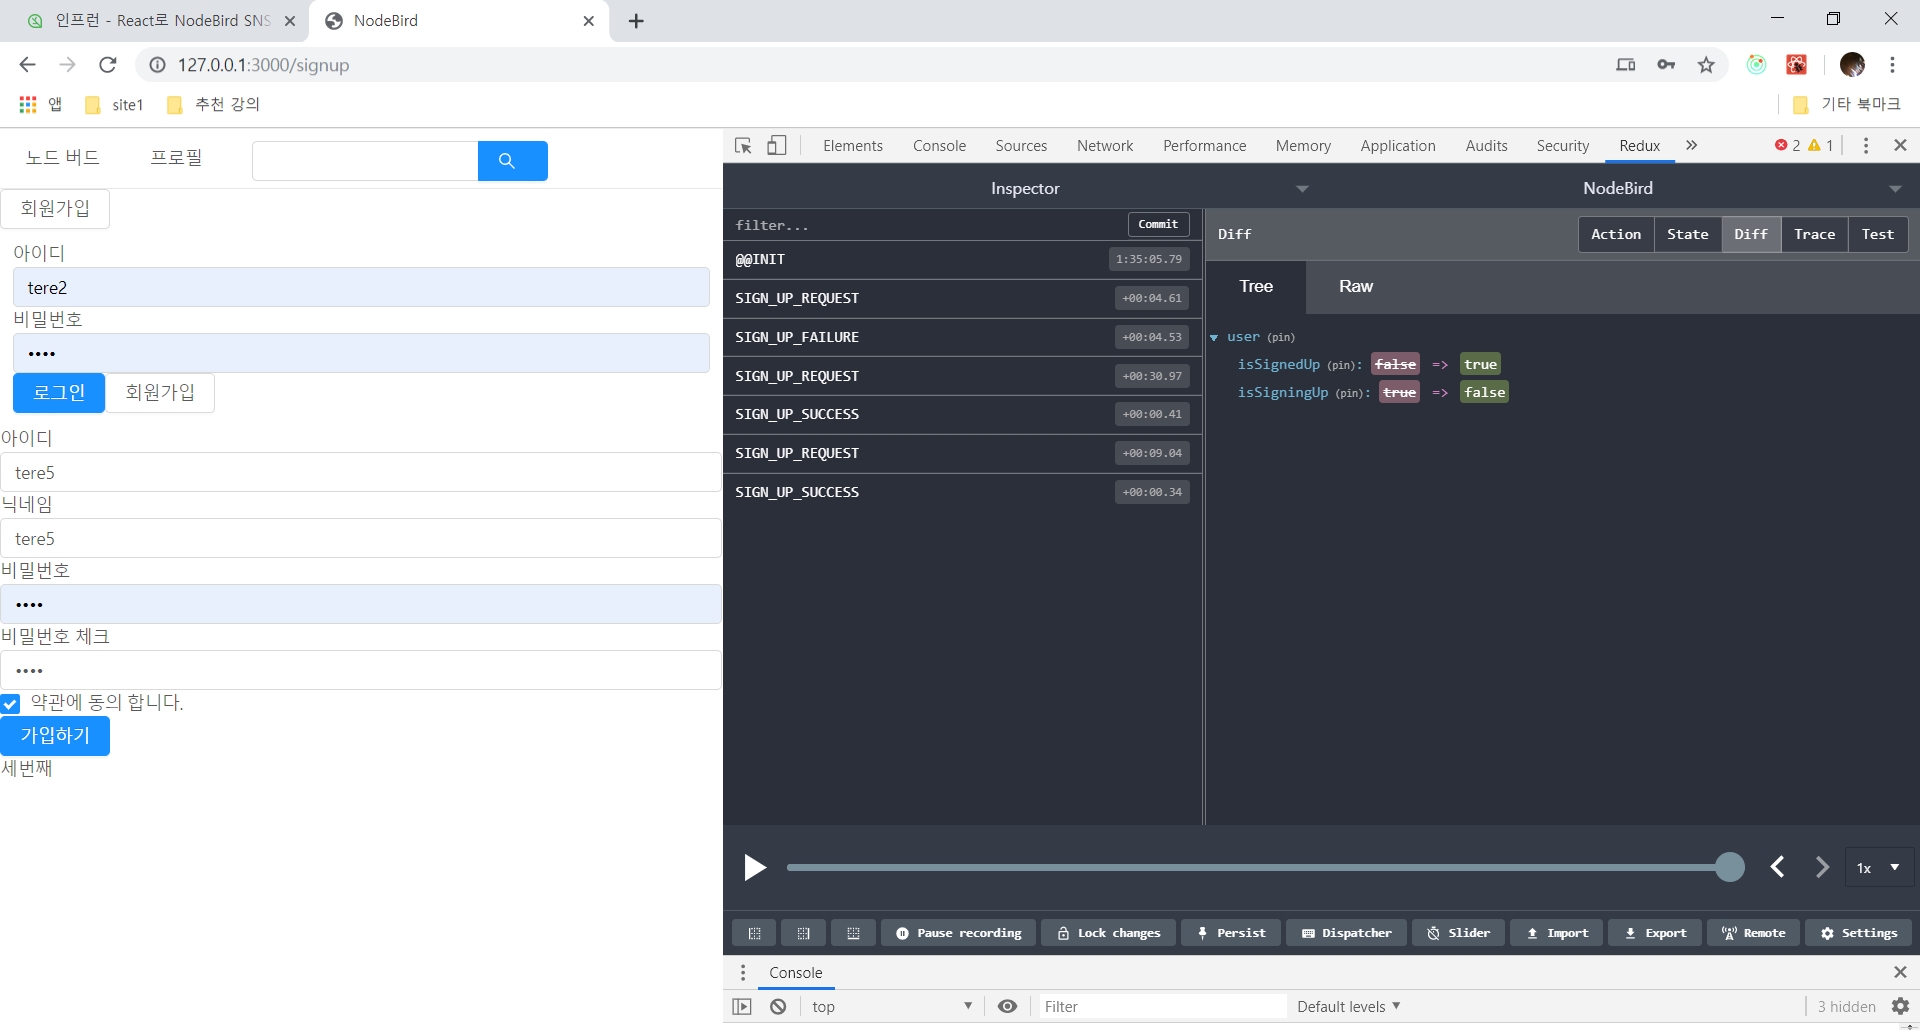 인프런 - React로 NodeBird SNS
NodeBird
127.0.0.1:3000/signup
앱
site1
추천 강의
기타 북마크
노드 버드
프로필
회원가입
아이디
tere2
비밀번호
••••
로그인
회원가입
아이디
tere5
닉네임
tere5
비밀번호
••••
비밀번호 체크
••••
약관에 동의 합니다.
가입하기
세번째
Elements Console Sources Network Performance Memory Application Audits Security Redux » 2 1
Inspector
NodeBird
filter...
Commit
@@INIT 1:35:05.79
SIGN_UP_REQUEST +00:04.61
SIGN_UP_FAILURE +00:04.53
SIGN_UP_REQUEST +00:30.97
SIGN_UP_SUCCESS +00:00.41
SIGN_UP_REQUEST +00:09.04
SIGN_UP_SUCCESS +00:00.34
Diff
Action State Diff Trace Test
Tree Raw
user (pin)
isSignedUp (pin): false => true
isSigningUp (pin): true => false
1x
Pause recording Lock changes Persist Dispatcher Slider Import Export Remote Settings
Console
top Filter Default levels 3 hidden